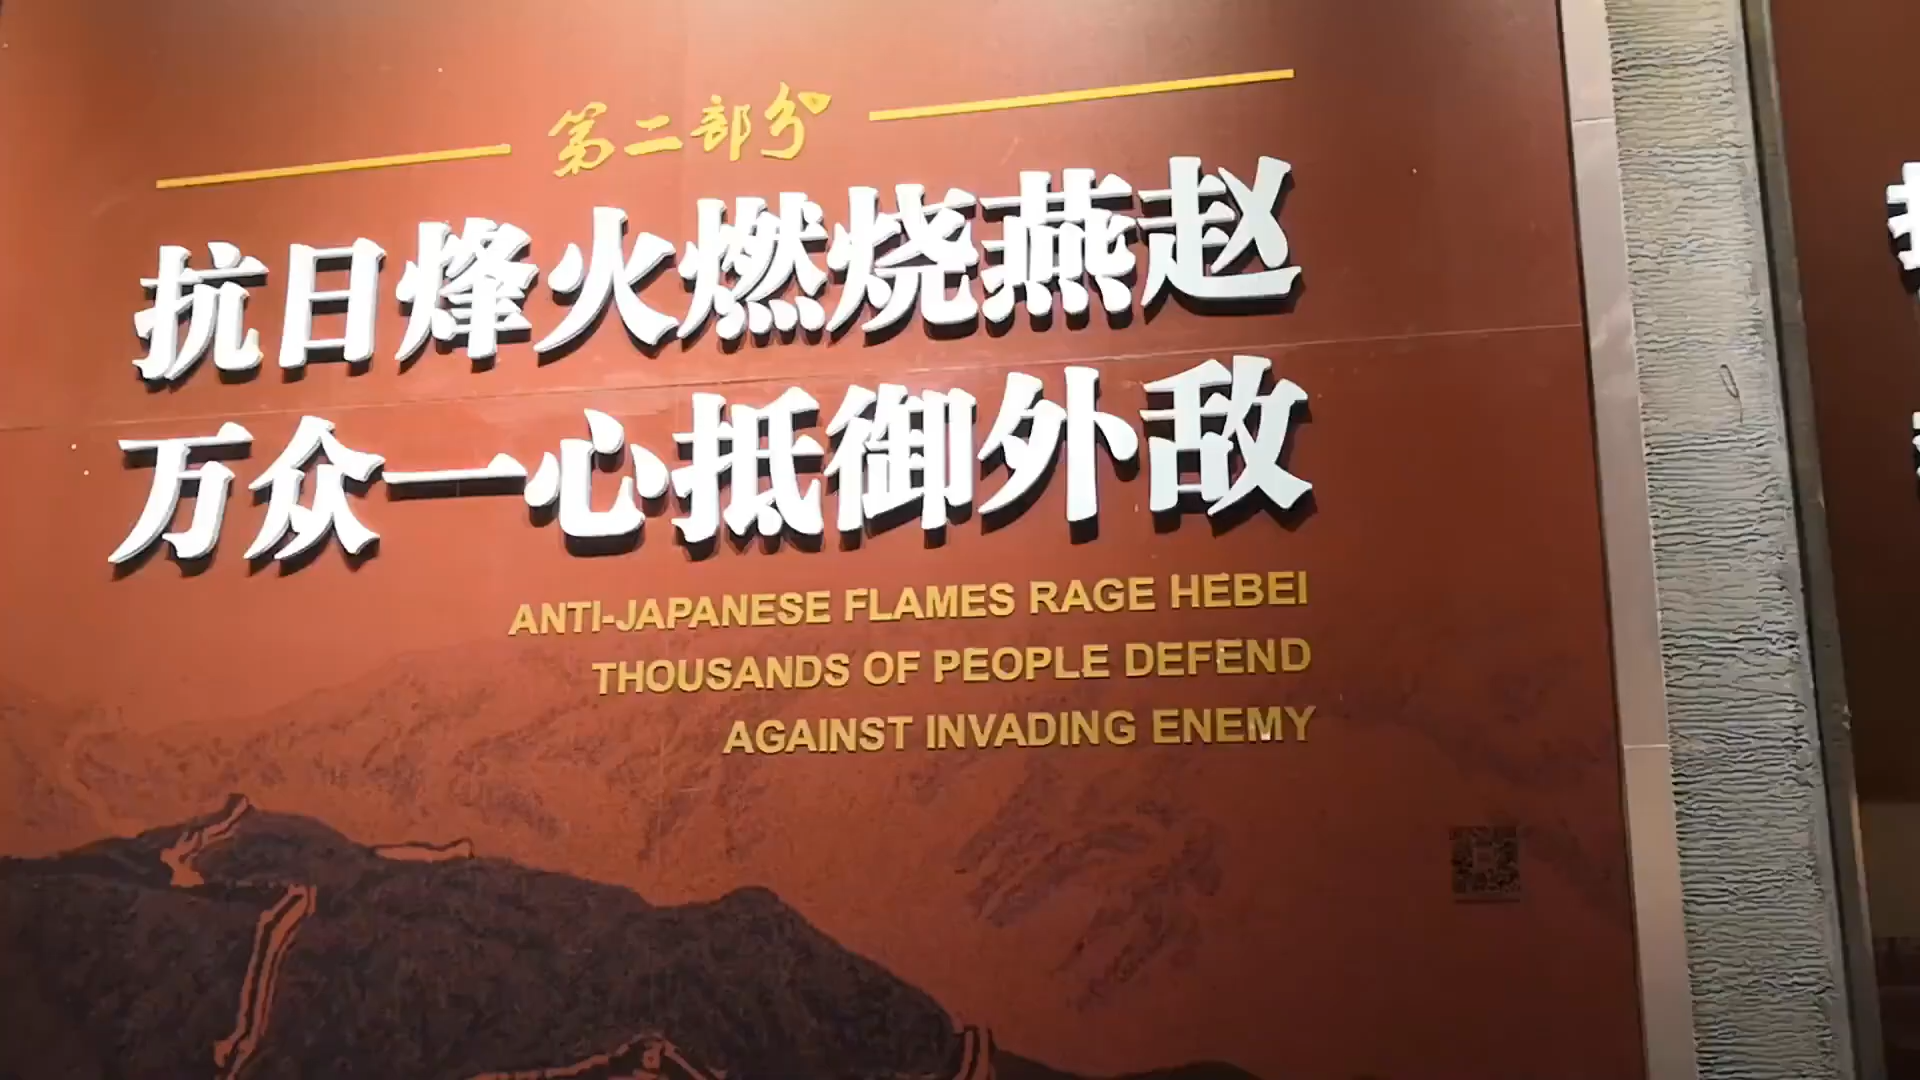 第二部分
抗日烽火燃烧燕赵
万众一心抵御外敌
ANTI-JAPANESE FLAMES RAGE HEBEI
THOUSANDS OF PEOPLE DEFEND
AGAINST INVADING ENEMY